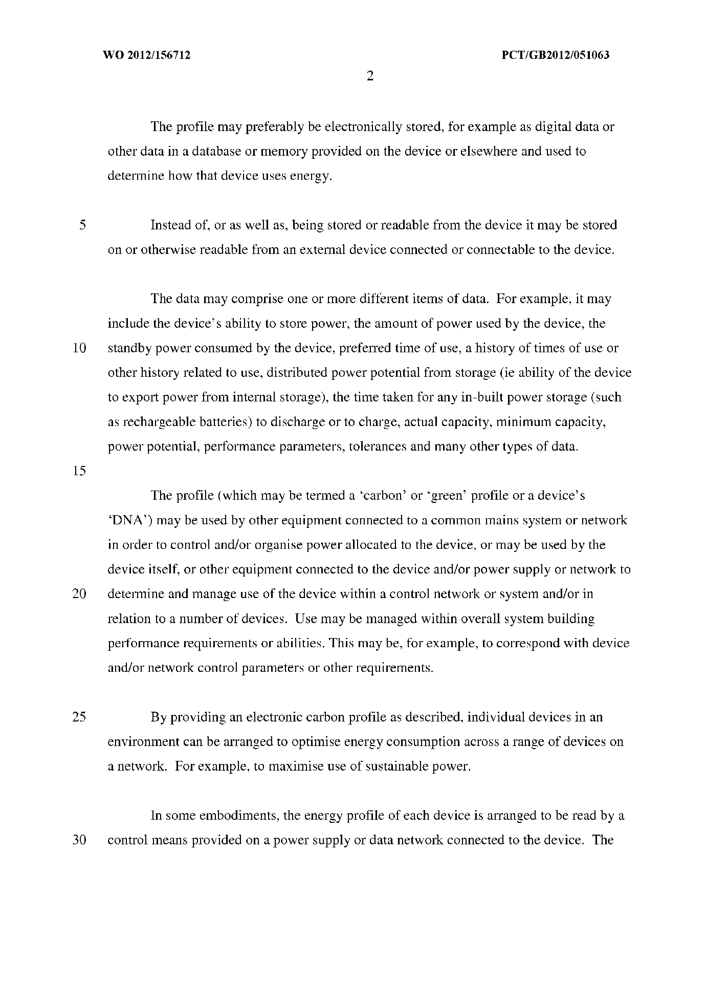 WO 2012/156712 PCT/GB2012/051063
2
The profile may preferably be electronically stored, for example as digital data or
other data in a database or memory provided on the device or elsewhere and used to
determine how that device uses energy.
5 Instead of, or as well as, being stored or readable from the device it may be stored
on or otherwise readable from an external device connected or connectable to the device.
The data may comprise one or more different items of data.  For example, it may
include the device’s ability to store power, the amount of power used by the device, the
10 standby power consumed by the device, preferred time of use, a history of times of use or
other history related to use, distributed power potential from storage (ie ability of the device
to export power from internal storage), the time taken for any in-built power storage (such
as rechargeable batteries) to discharge or to charge, actual capacity, minimum capacity,
power potential, performance parameters, tolerances and many other types of data.
15
The profile (which may be termed a ‘carbon’ or ‘green’ profile or a device’s
‘DNA’) may be used by other equipment connected to a common mains system or network
in order to control and/or organise power allocated to the device, or may be used by the
device itself, or other equipment connected to the device and/or power supply or network to
20 determine and manage use of the device within a control network or system and/or in
relation to a number of devices.  Use may be managed within overall system building
performance requirements or abilities. This may be, for example, to correspond with device
and/or network control parameters or other requirements.
25 By providing an electronic carbon profile as described, individual devices in an
environment can be arranged to optimise energy consumption across a range of devices on
a network.  For example, to maximise use of sustainable power.
In some embodiments, the energy profile of each device is arranged to be read by a
30 control means provided on a power supply or data network connected to the device.  The